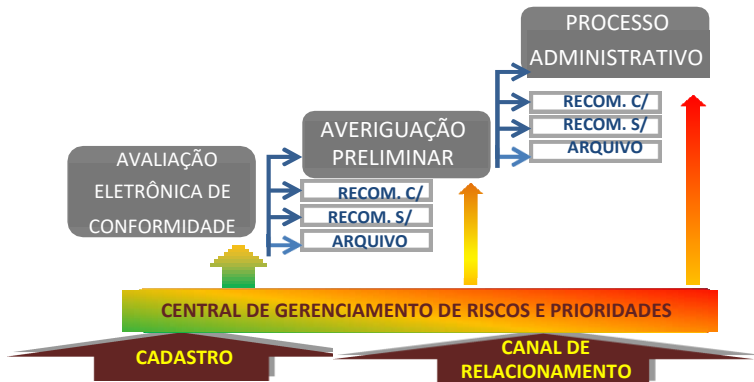 PROCESSO
ADMINISTRATIVO
RECOM. C/
RECOM. S/
ARQUIVO
AVERIGUAÇÃO
PRELIMINAR
RECOM. C/
RECOM. S/
ARQUIVO
AVALIAÇÃO
ELETRÔNICA DE
CONFORMIDADE
CENTRAL DE GERENCIAMENTO DE RISCOS E PRIORIDADES
CADASTRO
CANAL DE
RELACIONAMENTO